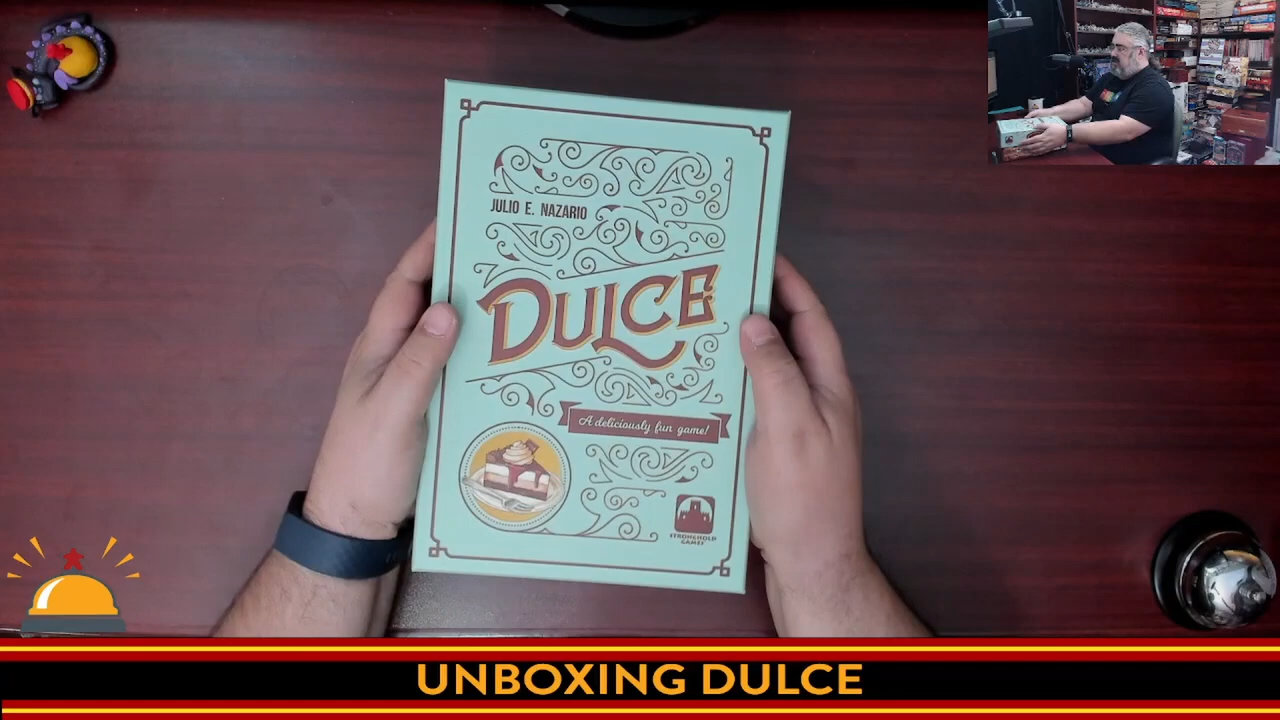 JULIO E. NAZARIO
DULCE
A deliciously fun game!
STRONGHOLD
GAMES
UNBOXING DULCE